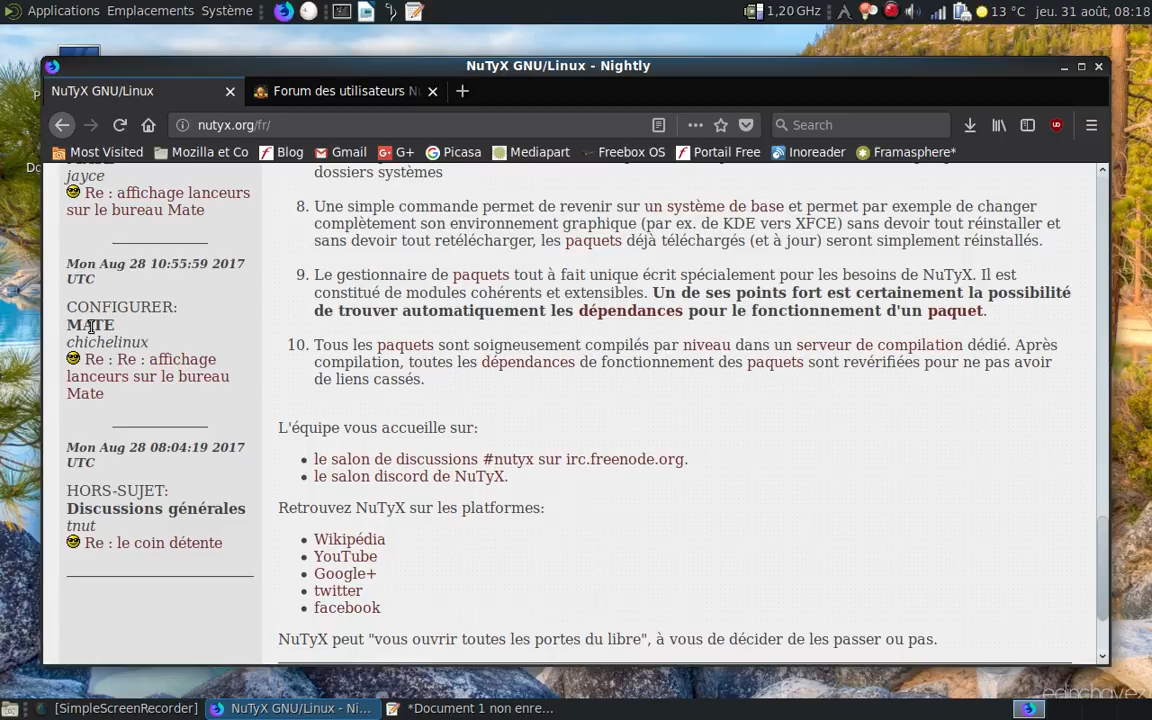 Applications Emplacements Système
1,20 GHz
13 °C jeu. 31 août, 08:18
NuTyX GNU/Linux - Nightly
NuTyX GNU/Linux
Forum des utilisateurs
nutyx.org/fr/
Search
Most Visited Mozilla et Co Blog Gmail G+ Picasa Mediapart Freebox OS Portail Free Inoreader Framasphere*
jayce
Re : affichage lanceurs
sur le bureau Mate
Mon Aug 28 10:55:59 2017
UTC
CONFIGURER:
MATE
chichelinux
Re : Re : affichage
lanceurs sur le bureau
Mate
Mon Aug 28 08:04:19 2017
UTC
HORS-SUJET:
Discussions générales
tnut
Re : le coin détente
dossiers systèmes
8. Une simple commande permet de revenir sur un système de base et permet par exemple de changer
complètement son environnement graphique (par ex. de KDE vers XFCE) sans devoir tout réinstaller et
sans devoir tout retélécharger, les paquets déjà téléchargés (et à jour) seront simplement réinstallés.
9. Le gestionnaire de paquets tout à fait unique écrit spécialement pour les besoins de NuTyX. Il est
constitué de modules cohérents et extensibles. Un de ses points fort est certainement la possibilité
de trouver automatiquement les dépendances pour le fonctionnement d'un paquet.
10. Tous les paquets sont soigneusement compilés par niveau dans un serveur de compilation dédié. Après
compilation, toutes les dépendances de fonctionnement des paquets sont revérifiées pour ne pas avoir
de liens cassés.
L'équipe vous accueille sur:
le salon de discussions #nutyx sur irc.freenode.org.
le salon discord de NuTyX.
Retrouvez NuTyX sur les platformes:
Wikipédia
YouTube
Google+
twitter
facebook
NuTyX peut "vous ouvrir toutes les portes du libre", à vous de décider de les passer ou pas.
[SimpleScreenRecorder]
NuTyX GNU/Linux - Ni...
*Document 1 non enre...